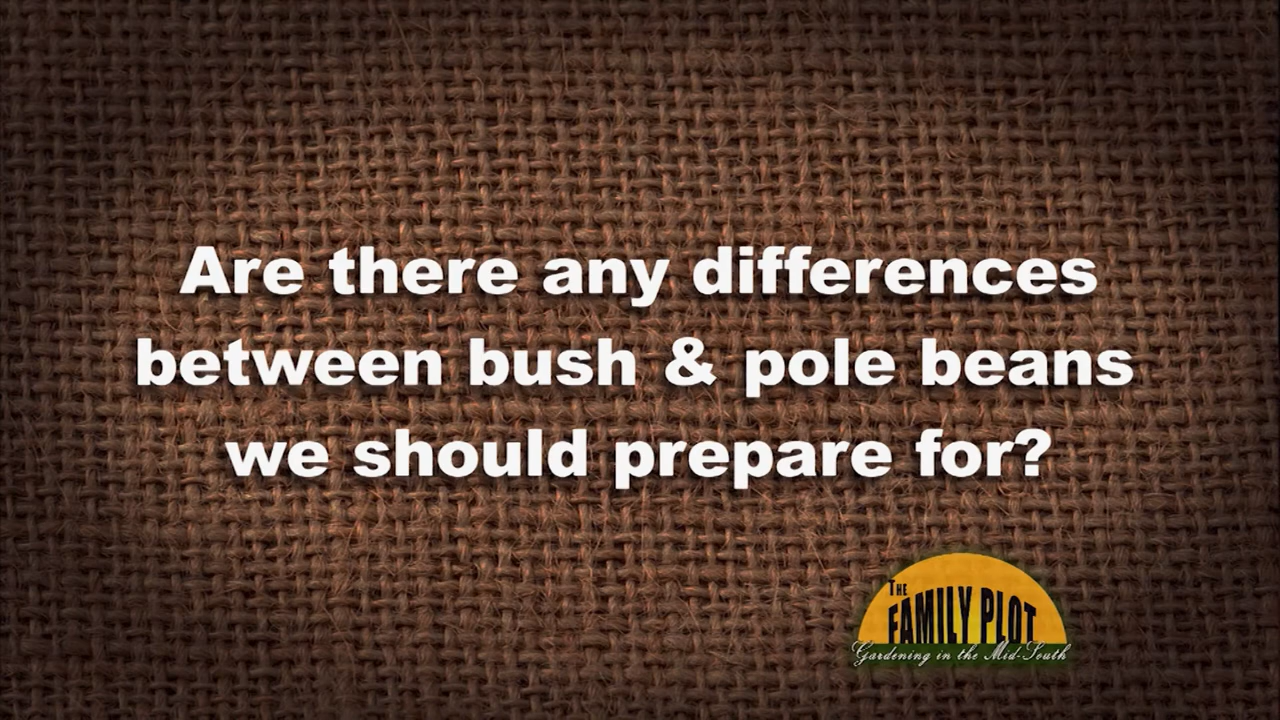 Are there any differences
between bush & pole beans
we should prepare for?
THE
FAMILY PLOT
Gardening in the Mid-South